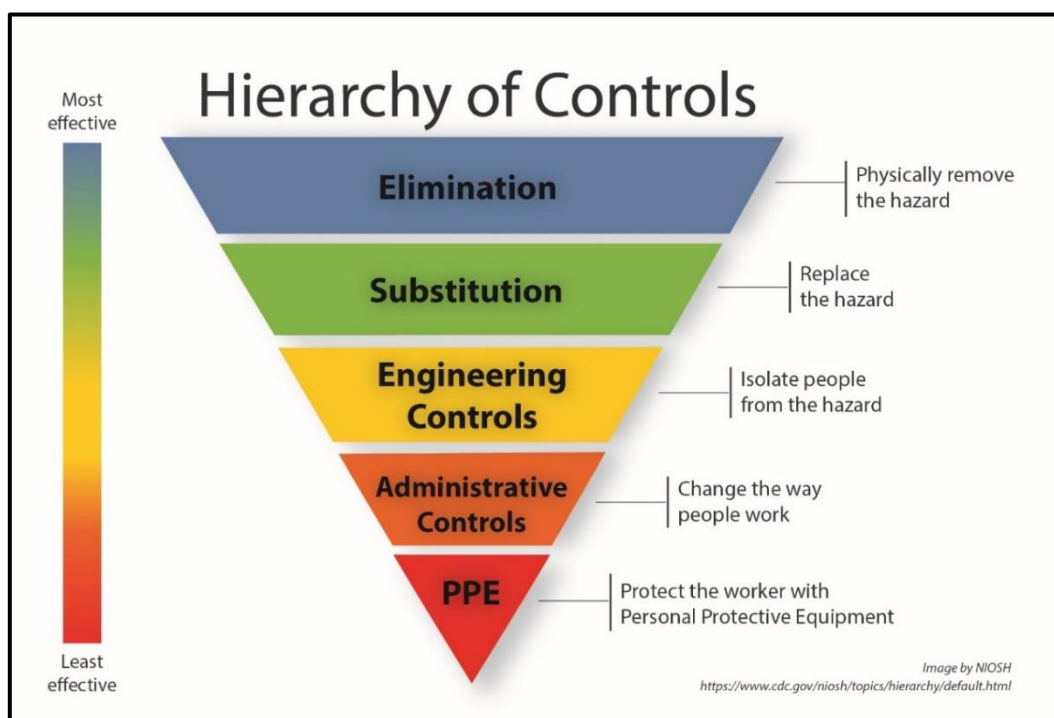 Hierarchy of Controls
Most
effective
Elimination
Physically remove
the hazard
Substitution
Replace
the hazard
Engineering
Controls
Isolate people
from the hazard
Administrative
Controls
Change the way
people work
PPE
Protect the worker with
Personal Protective Equipment
Least
effective
Image by NIOSH
https://www.cdc.gov/niosh/topics/hierarchy/default.html